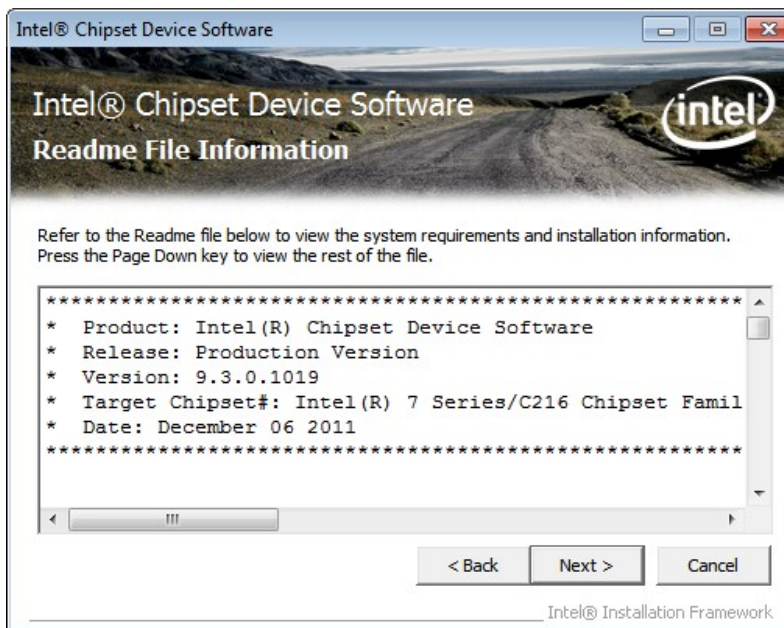 Intel® Chipset Device Software
Intel® Chipset Device Software
intel
Readme File Information
Refer to the Readme file below to view the system requirements and installation information.
Press the Page Down key to view the rest of the file.
*********************************************************
* Product: Intel(R) Chipset Device Software
* Release: Production Version
* Version: 9.3.0.1019
* Target Chipset#: Intel(R) 7 Series/C216 Chipset Famil
* Date: December 06 2011
*********************************************************
< Back Next > Cancel
Intel® Installation Framework